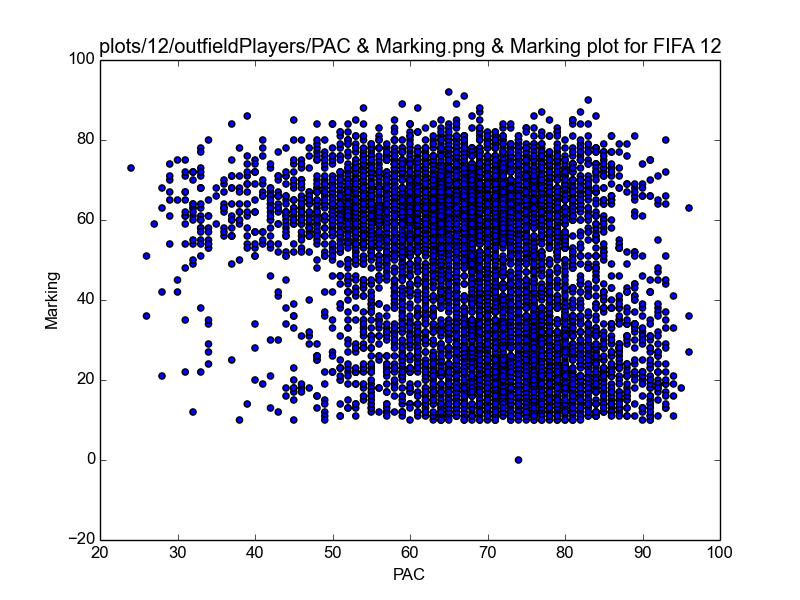 plots/12/outfieldPlayers/PAC & Marking.png & Marking plot for FIFA 12
100
80
60
40
20
0
−20
Marking
20 30 40 50 60 70 80 90 100
PAC